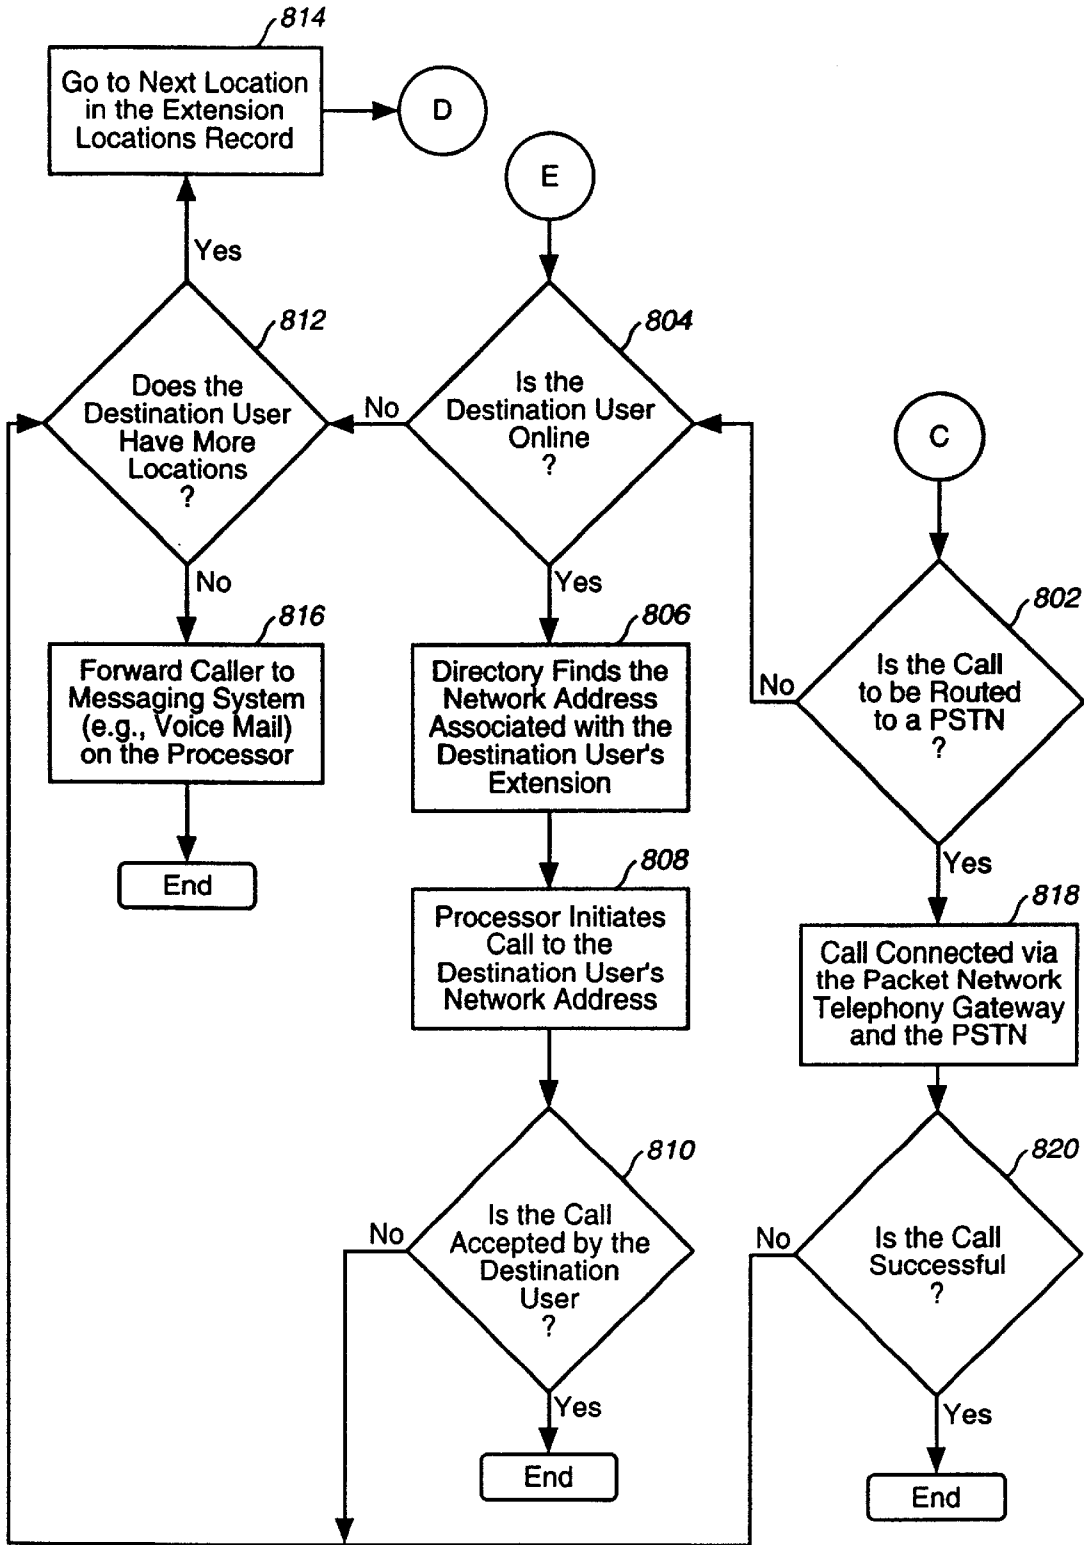 814
Go to Next Location
in the Extension
Locations Record
D
E
Yes
812
Does the
Destination User
Have More
Locations
?
No
804
Is the
Destination User
Online
?
C
No
816
Forward Caller to
Messaging System
(e.g., Voice Mail)
on the Processor
End
Yes
806
Directory Finds the
Network Address
Associated with the
Destination User's
Extension
No
802
Is the Call
to be Routed
to a PSTN
?
808
Processor Initiates
Call to the
Destination User's
Network Address
Yes
818
Call Connected via
the Packet Network
Telephony Gateway
and the PSTN
810
No
Is the Call
Accepted by the
Destination
User
?
Yes
End
820
No
Is the Call
Successful
?
Yes
End